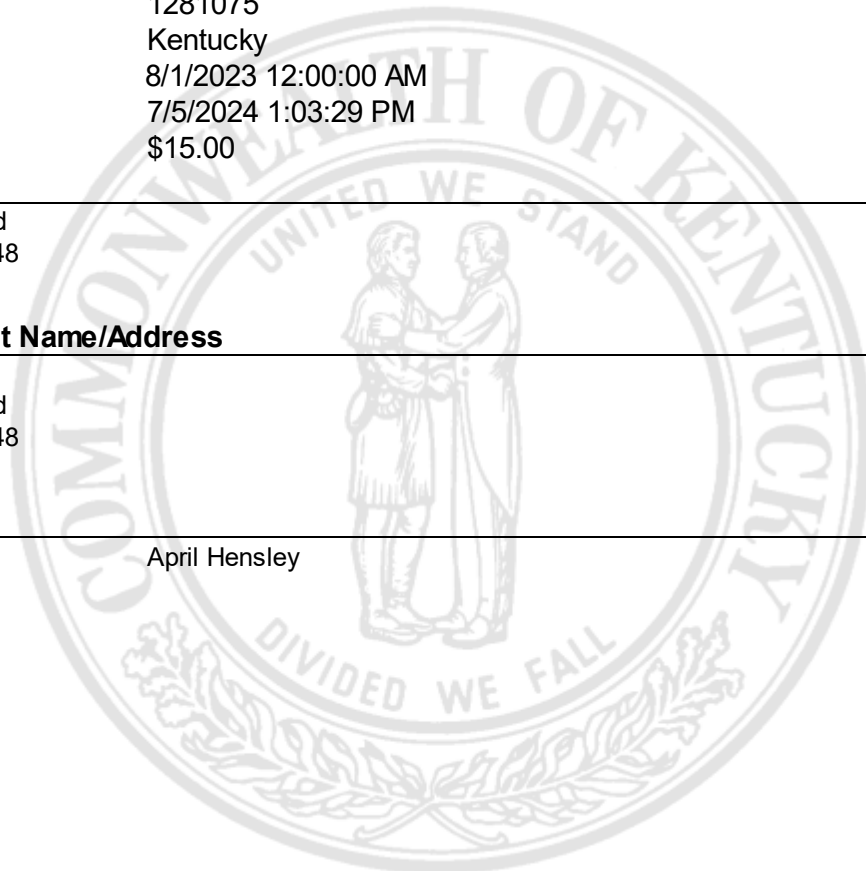 1281075
Kentucky
8/1/2023 12:00:00 AM
7/5/2024 1:03:29 PM
$15.00
d
48
t Name/Address
d
48
April Hensley
COMMONWEALTH OF KENTUCKY
UNITED WE STAND
DIVIDED WE FALL